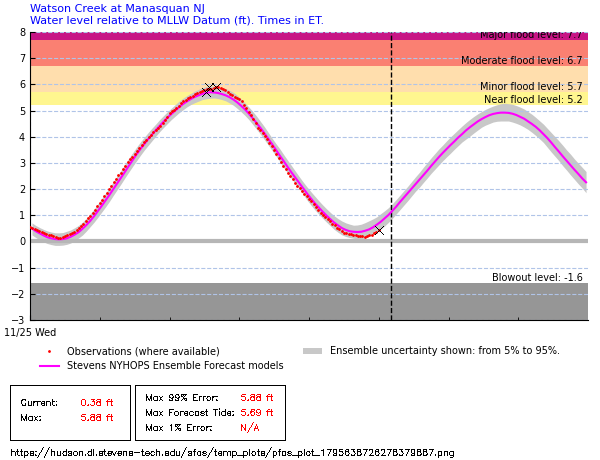 Watson Creek at Manasquan NJ
Water level relative to MLLW Datum (ft). Times in ET.
8
Major flood level: 7.7
7
Moderate flood level: 6.7
6
Minor flood level: 5.7
Near flood level: 5.2
5
4
3
2
1
0
−1
Blowout level: -1.6
−2
−3
11/25 Wed
Observations (where available)
Ensemble uncertainty shown: from 5% to 95%.
Stevens NYHOPS Ensemble Forecast models
Current: 0.38 ft
Max: 5.88 ft
Max 99% Error: 5.88 ft
Max Forecast Tide: 5.69 ft
Max 1% Error: N/A
https://hudson.dl.stevens-tech.edu/sfas/temp_plots/pfas_plot_1795638726278379887.png